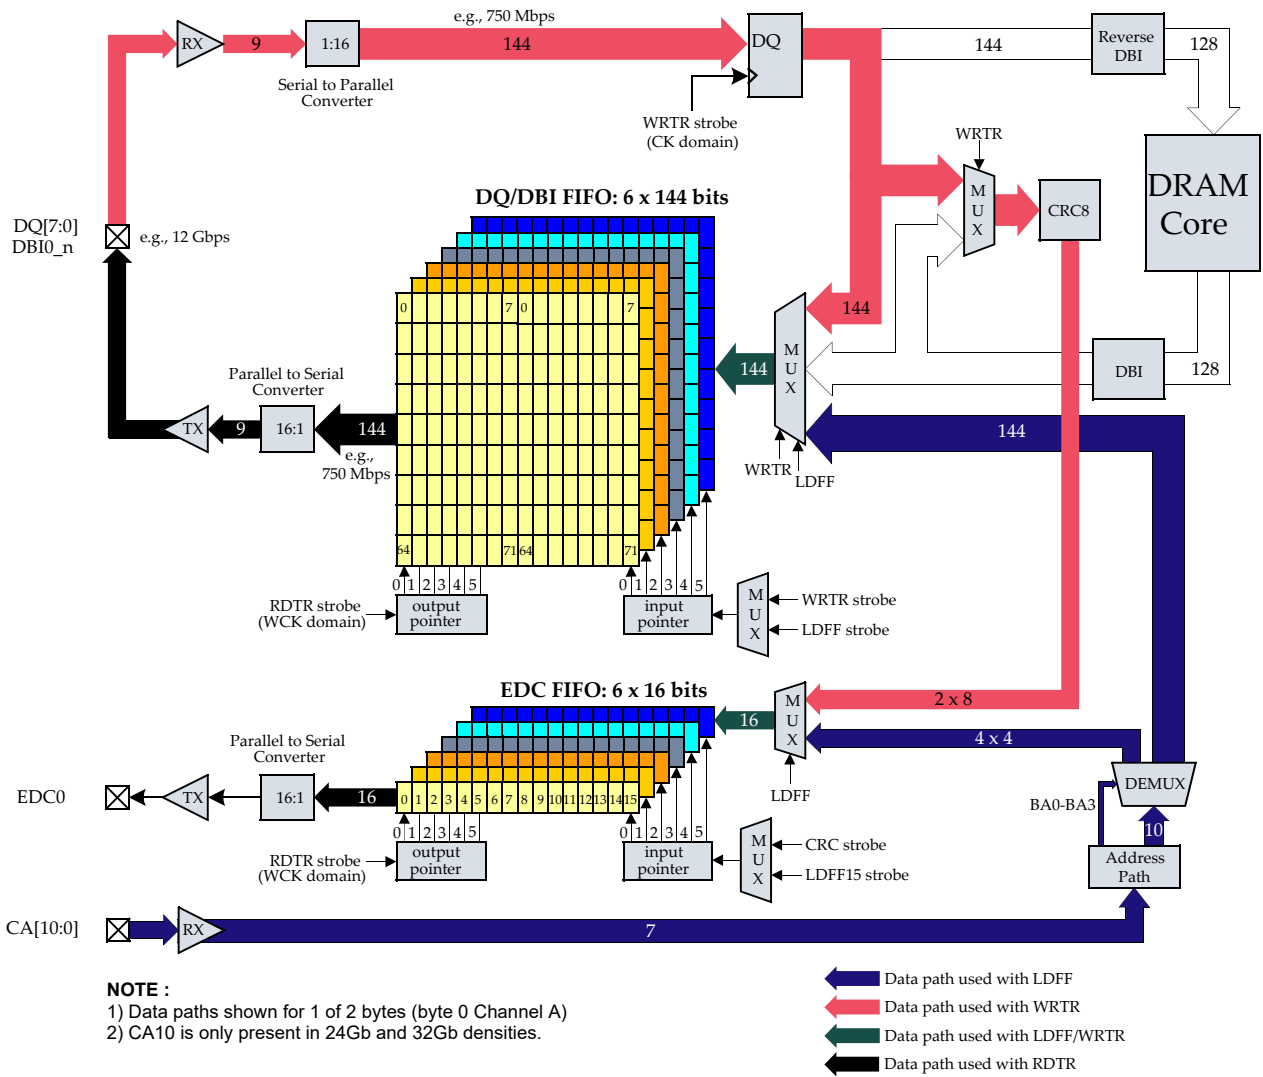 e.g., 750 Mbps
RX
9
1:16
144
DQ
144
Reverse
DBI
128
Serial to Parallel
Converter
WRTR strobe
(CK domain)
WRTR
DRAM
Core
MUX
CRC8
DQ/DBI FIFO: 6 x 144 bits
DQ[7:0]
DBI0_n
e.g., 12 Gbps
0
7
0
7
144
MUX
144
DBI
128
Parallel to Serial
Converter
TX
9
16:1
144
e.g.,
750 Mbps
144
WRTR
LDFF
64
71
64
71
0 1 2 3 4 5
0 1 2 3 4 5
RDTR strobe
(WCK domain)
output
pointer
input
pointer
MUX
WRTR strobe
LDFF strobe
EDC FIFO: 6 x 16 bits
16
MUX
2 x 8
4 x 4
Parallel to Serial
Converter
LDFF
DEMUX
BA0-BA3
EDC0
TX
16:1
16
0 1 2 3 4 5 6 7 8 9 10 11 12 13 14 15
10
0 1 2 3 4 5
0 1 2 3 4 5
RDTR strobe
(WCK domain)
output
pointer
input
pointer
MUX
CRC strobe
LDFF15 strobe
Address
Path
CA[10:0]
RX
7
NOTE :
1) Data paths shown for 1 of 2 bytes (byte 0 Channel A)
2) CA10 is only present in 24Gb and 32Gb densities.
Data path used with LDFF
Data path used with WRTR
Data path used with LDFF/WRTR
Data path used with RDTR